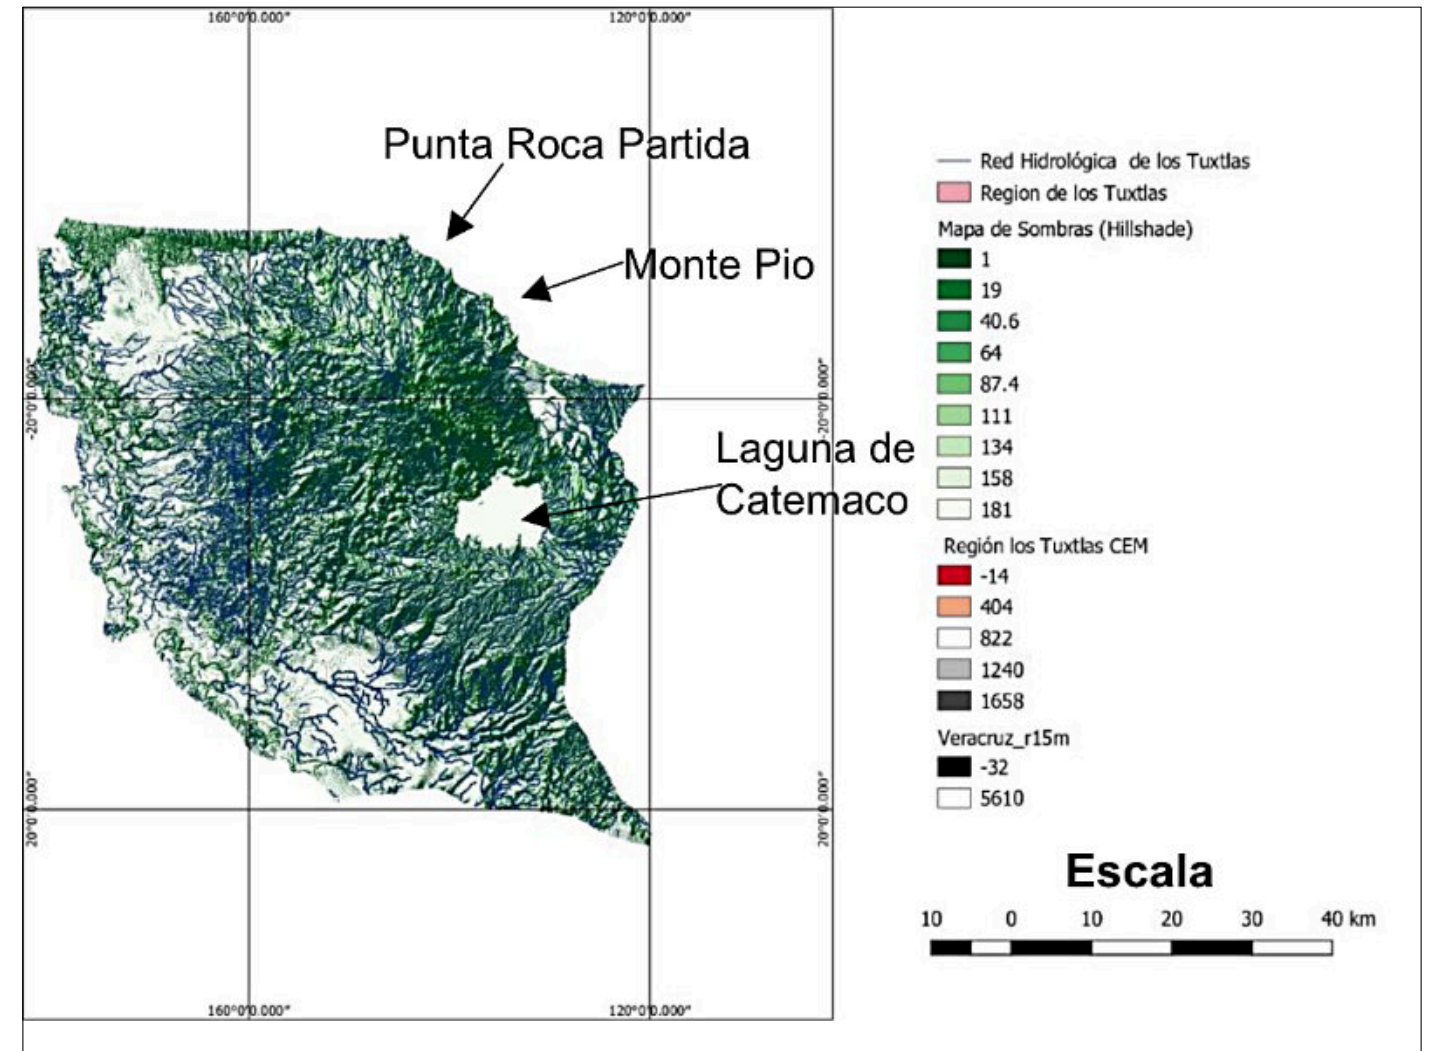 160°0'0.000"
120°0'0.000"
Punta Roca Partida
Monte Pio
-20°0'0.000"
-20°0'0.000"
Laguna de
Catemaco
20°0'0.000"
20°0'0.000"
160°0'0.000"
120°0'0.000"
Red Hidrológica de los Tuxtlas
Region de los Tuxtlas
Mapa de Sombras (Hillshade)
1
19
40.6
64
87.4
111
134
158
181
Región los Tuxtlas CEM
-14
404
822
1240
1658
Veracruz_r15m
-32
5610
Escala
10 0 10 20 30 40 km